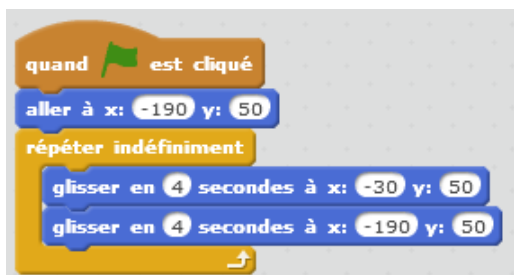 quand est cliqué
aller à x: -190 y: 50
répéter indéfiniment
glisser en 4 secondes à x: -30 y: 50
glisser en 4 secondes à x: -190 y: 50